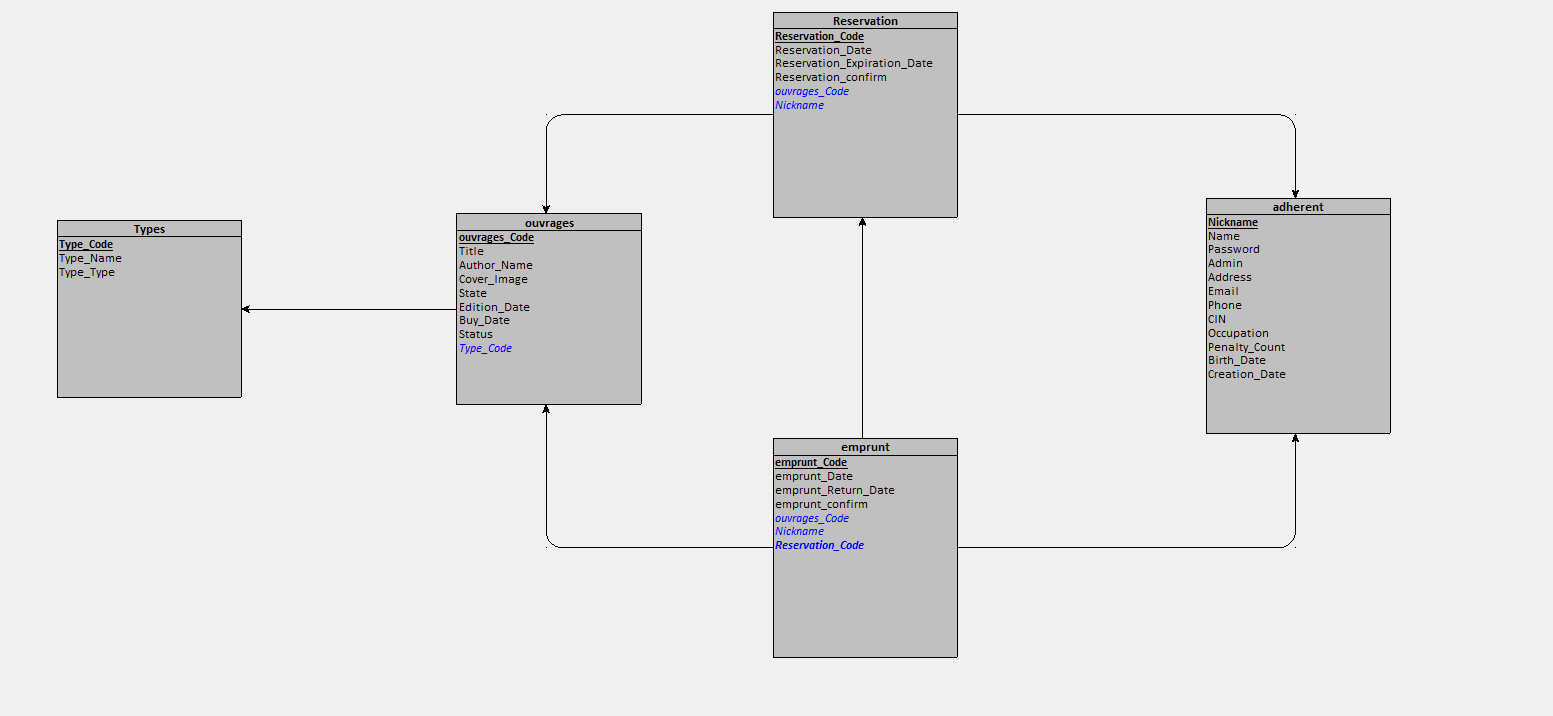 Reservation
Reservation_Code
Reservation_Date
Reservation_Expiration_Date
Reservation_confirm
ouvrages_Code
Nickname
Types
Type_Code
Type_Name
Type_Type
ouvrages
ouvrages_Code
Title
Author_Name
Cover_Image
State
Edition_Date
Buy_Date
Status
Type_Code
adherent
Nickname
Name
Password
Admin
Address
Email
Phone
CIN
Occupation
Penalty_Count
Birth_Date
Creation_Date
emprunt
emprunt_Code
emprunt_Date
emprunt_Return_Date
emprunt_confirm
ouvrages_Code
Nickname
Reservation_Code